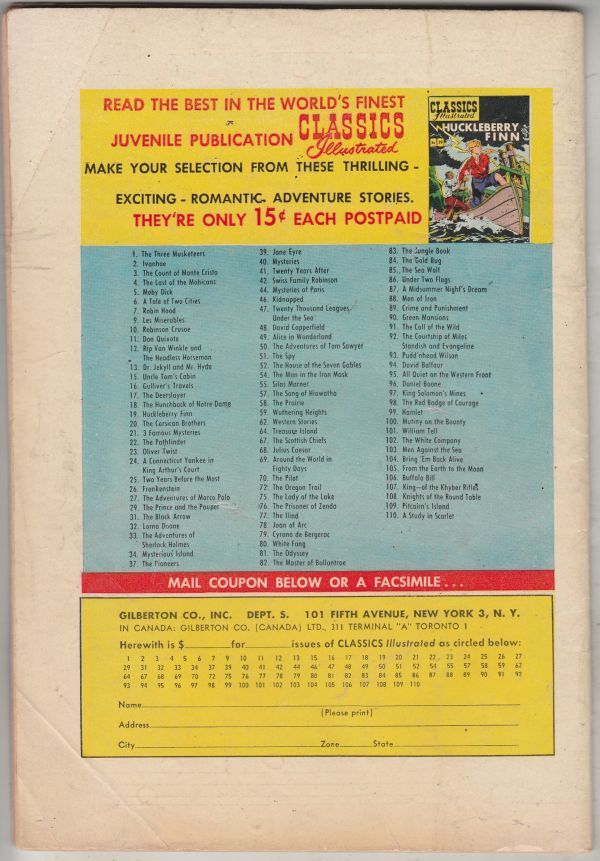 READ THE BEST IN THE WORLD'S FINEST
JUVENILE PUBLICATION CLASSICS Illustrated
MAKE YOUR SELECTION FROM THESE THRILLING -
EXCITING - ROMANTIC - ADVENTURE STORIES.
THEY'RE ONLY 15¢ EACH POSTPAID
CLASSICS Illustrated
HUCKLEBERRY FINN
1. The Three Musketeers
2. Ivanhoe
3. The Count of Monte Cristo
4. The Last of the Mohicans
5. Moby Dick
6. A Tale of Two Cities
7. Robin Hood
9. Les Miserables
10. Robinson Crusoe
11. Don Quixote
12. Rip Van Winkle and
The Headless Horseman
13. Dr. Jekyll and Mr. Hyde
15. Uncle Tom's Cabin
16. Gulliver's Travels
17. The Deerslayer
18. The Hunchback of Notre Dame
19. Huckleberry Finn
20. The Corsican Brothers
21. 3 Famous Mysteries
22. The Pathfinder
23. Oliver Twist
24. A Connecticut Yankee in
King Arthur's Court
25. Two Years Before the Mast
26. Frankenstein
27. The Adventures of Marco Polo
29. The Prince and the Pauper
31. The Black Arrow
32. Lorna Doone
33. The Adventures of
Sherlock Holmes
34. Mysterious Island
37. The Pioneers
39. Jane Eyre
40. Mysteries
41. Twenty Years After
42. Swiss Family Robinson
44. Mysteries of Paris
46. Kidnapped
47. Twenty Thousand Leagues
Under the Sea
48. David Copperfield
49. Alice in Wonderland
50. The Adventures of Tom Sawyer
51. The Spy
52. The House of the Seven Gables
54. The Man in the Iron Mask
55. Silas Marner
57. The Song of Hiawatha
58. The Prairie
59. Wuthering Heights
62. Western Stories
64. Treasure Island
67. The Scottish Chiefs
68. Julius Caesar
69. Around the World in
Eighty Days
70. The Pilot
72. The Oregon Trail
75. The Lady of the Lake
76. The Prisoner of Zenda
77. The Iliad
78. Joan of Arc
79. Cyrano de Bergerac
80. White Fang
81. The Odyssey
82. The Master of Ballantrae
83. The Jungle Book
84. The Gold Bug
85. The Sea Wolf
86. Under Two Flags
87. A Midsummer Night's Dream
88. Men of Iron
89. Crime and Punishment
90. Green Mansions
91. The Call of the Wild
92. The Courtship of Miles
Standish and Evangeline
93. Pudd'nhead Wilson
94. David Balfour
95. All Quiet on the Western Front
96. Daniel Boone
97. King Solomon's Mines
98. The Red Badge of Courage
99. Hamlet
100. Mutiny on the Bounty
101. William Tell
102. The White Company
103. Men Against the Sea
104. Bring 'Em Back Alive
105. From the Earth to the Moon
106. Buffalo Bill
107. King—of the Khyber Rifles
108. Knights of the Round Table
109. Pitcairn's Island
110. A Study in Scarlet
MAIL COUPON BELOW OR A FACSIMILE...
GILBERTON CO., INC. DEPT. S. 101 FIFTH AVENUE, NEW YORK 3, N. Y.
IN CANADA: GILBERTON CO. (CANADA) LTD., 311 TERMINAL "A" TORONTO 1
Herewith is $ for issues of CLASSICS Illustrated as circled below:
1 2 3 4 5 6 7 9 10 11 12 13 15 16 17 18 19 20 21 22 23 24 25 26 27
29 31 32 33 34 37 39 40 41 42 44 46 47 48 49 50 51 52 54 55 57 58 59 62
64 67 68 69 70 72 75 76 77 78 79 80 81 82 83 84 85 86 87 88 89 90 91 92
93 94 95 96 97 98 99 100 101 102 103 104 105 106 107 108 109 110
Name
(Please print)
Address
City Zone State